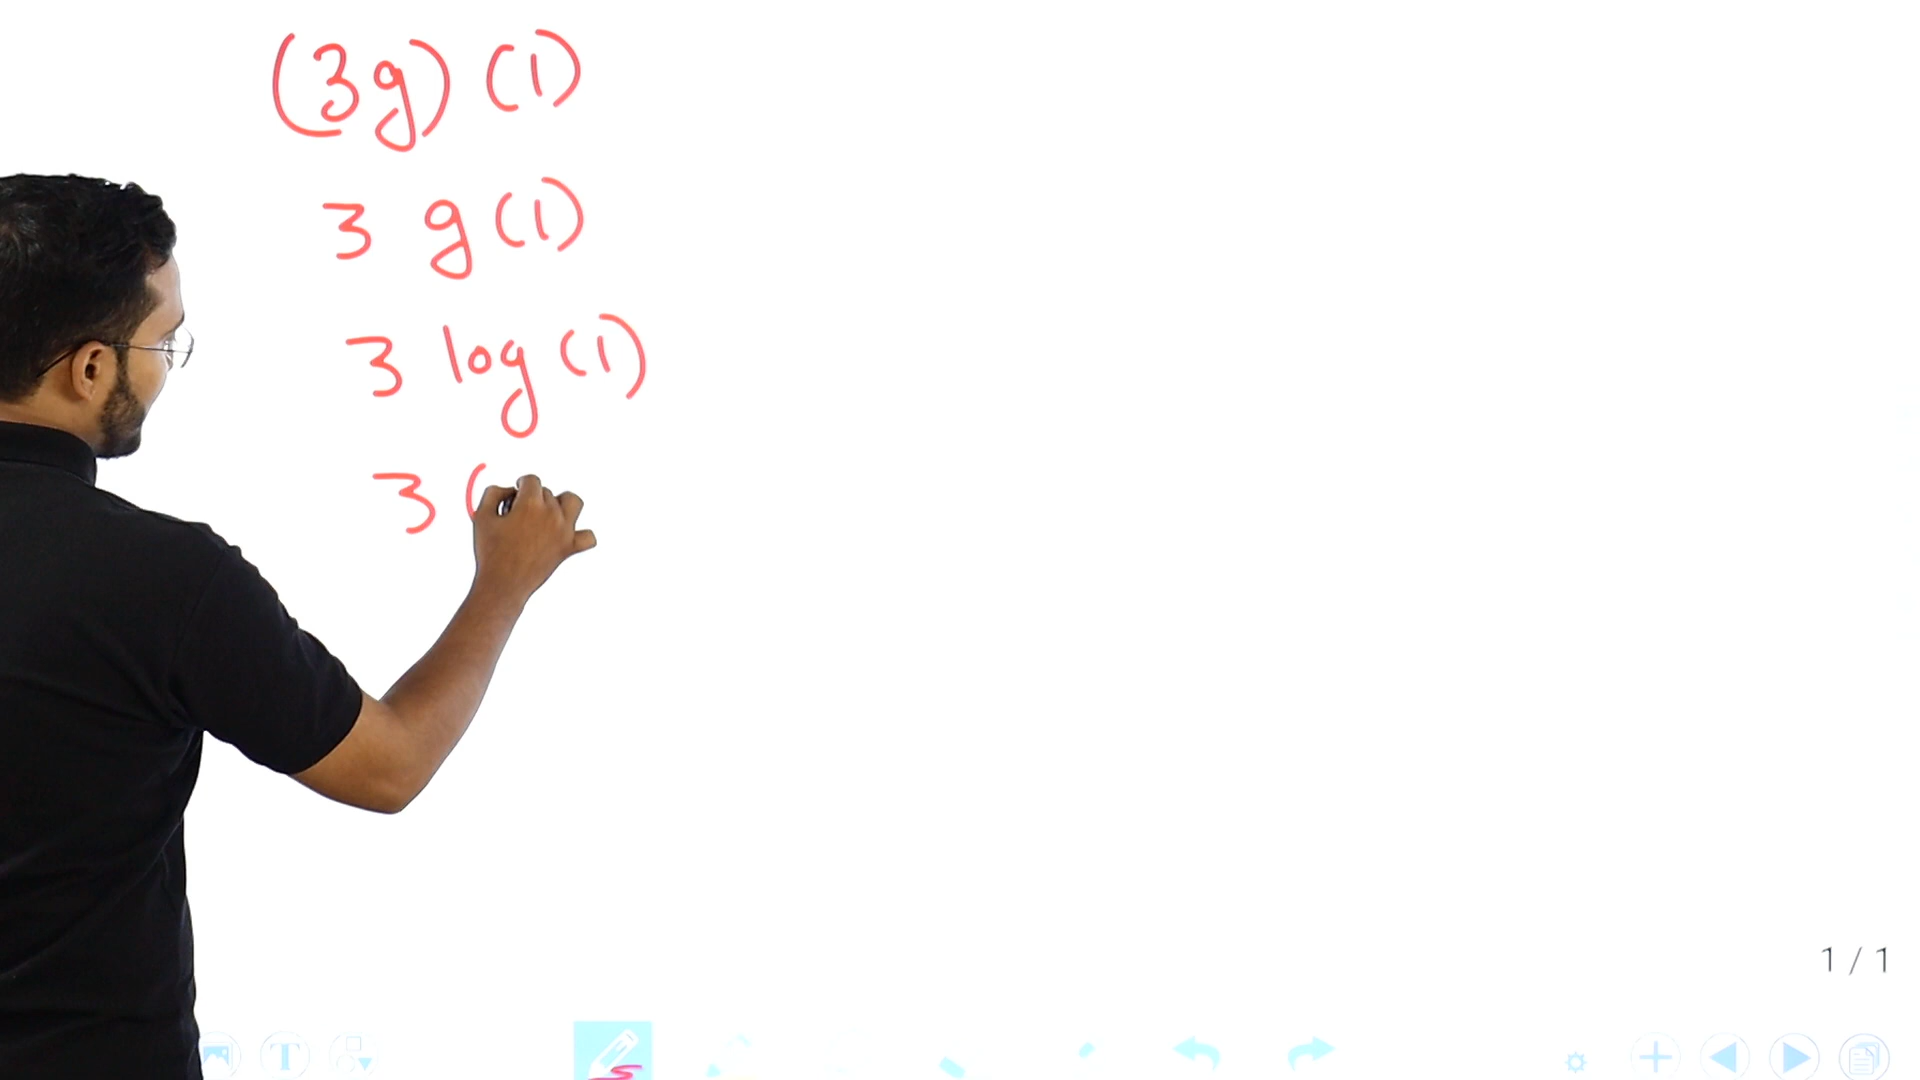 (3g) (1)
3 g (1)
3 log (1)
3 (
1 / 1
T